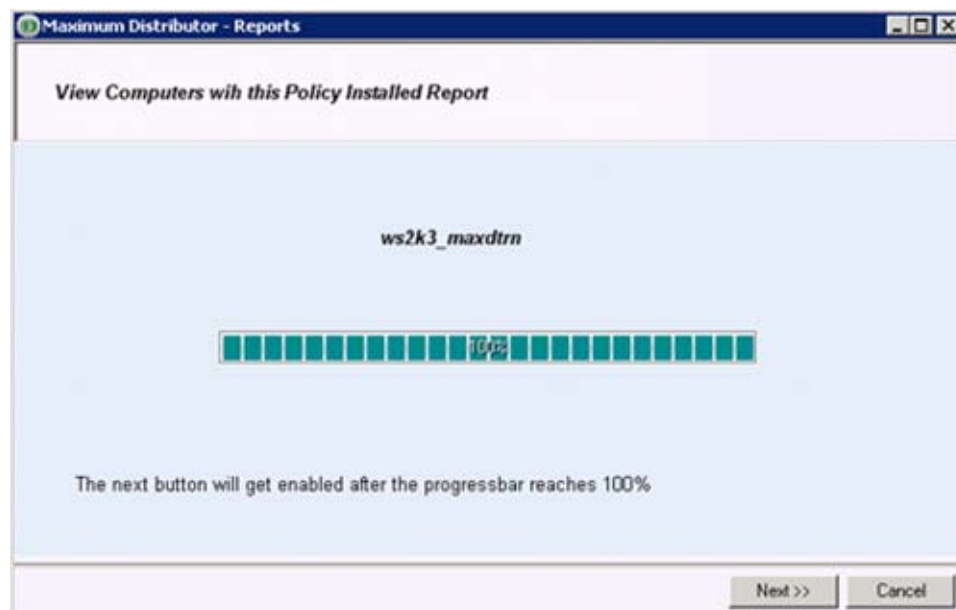 Maximum Distributor - Reports
View Computers wih this Policy Installed Report
ws2k3_maxdtrn
100%
The next button will get enabled after the progressbar reaches 100%
Next >> Cancel